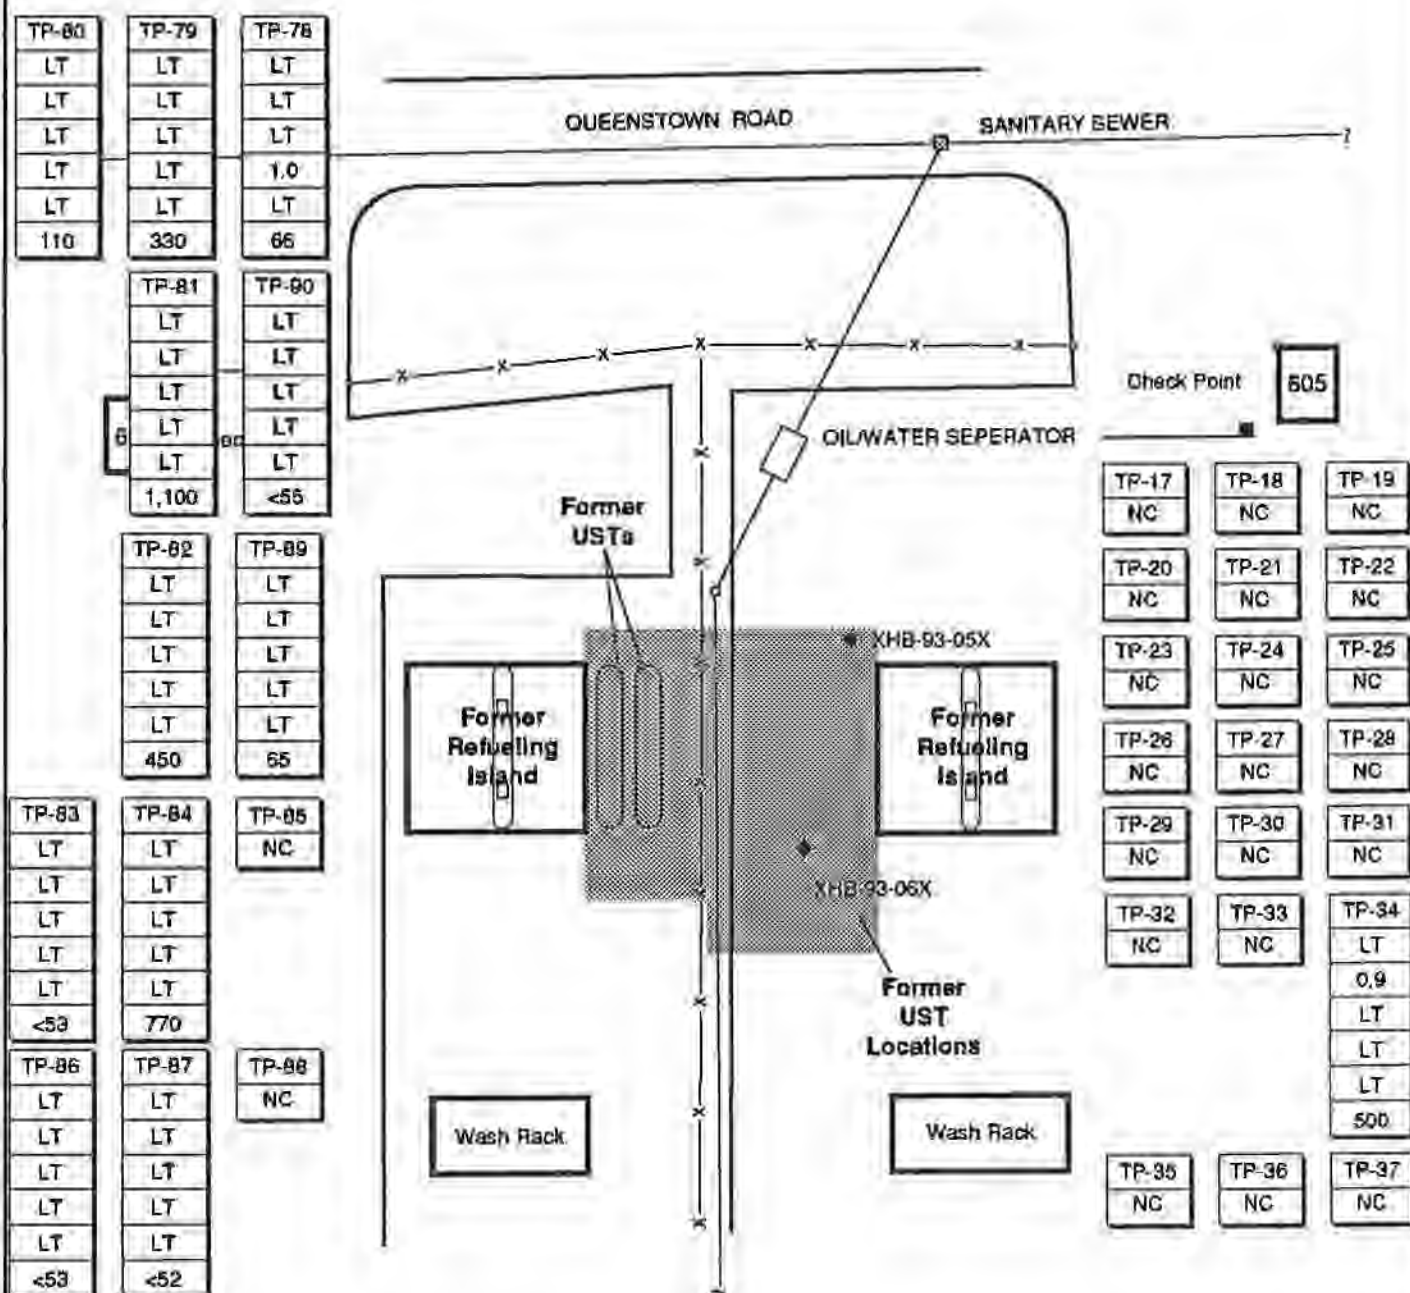 TP-80
LT
LT
LT
LT
LT
110
TP-79
LT
LT
LT
LT
LT
330
TP-78
LT
LT
LT
1.0
LT
66
QUEENSTOWN ROAD
SANITARY SEWER
?
TP-81
LT
LT
LT
LT
LT
1,100
TP-90
LT
LT
LT
LT
LT
<55
6
Check Point
605
OIL/WATER SEPERATOR
TP-82
LT
LT
LT
LT
LT
450
TP-89
LT
LT
LT
LT
LT
65
Former
USTs
XHB-93-05X
Former
Refueling
Island
Former
Refueling
Island
XHB-93-06X
Former
UST
Locations
TP-83
LT
LT
LT
LT
LT
<53
TP-84
LT
LT
LT
LT
LT
770
TP-85
NC
TP-86
LT
LT
LT
LT
LT
<53
TP-87
LT
LT
LT
LT
LT
<52
TP-88
NC
Wash Rack
Wash Rack
TP-17
NC
TP-18
NC
TP-19
NC
TP-20
NC
TP-21
NC
TP-22
NC
TP-23
NC
TP-24
NC
TP-25
NC
TP-26
NC
TP-27
NC
TP-28
NC
TP-29
NC
TP-30
NC
TP-31
NC
TP-32
NC
TP-33
NC
TP-34
LT
0.9
LT
LT
LT
500
TP-35
NC
TP-36
NC
TP-37
NC